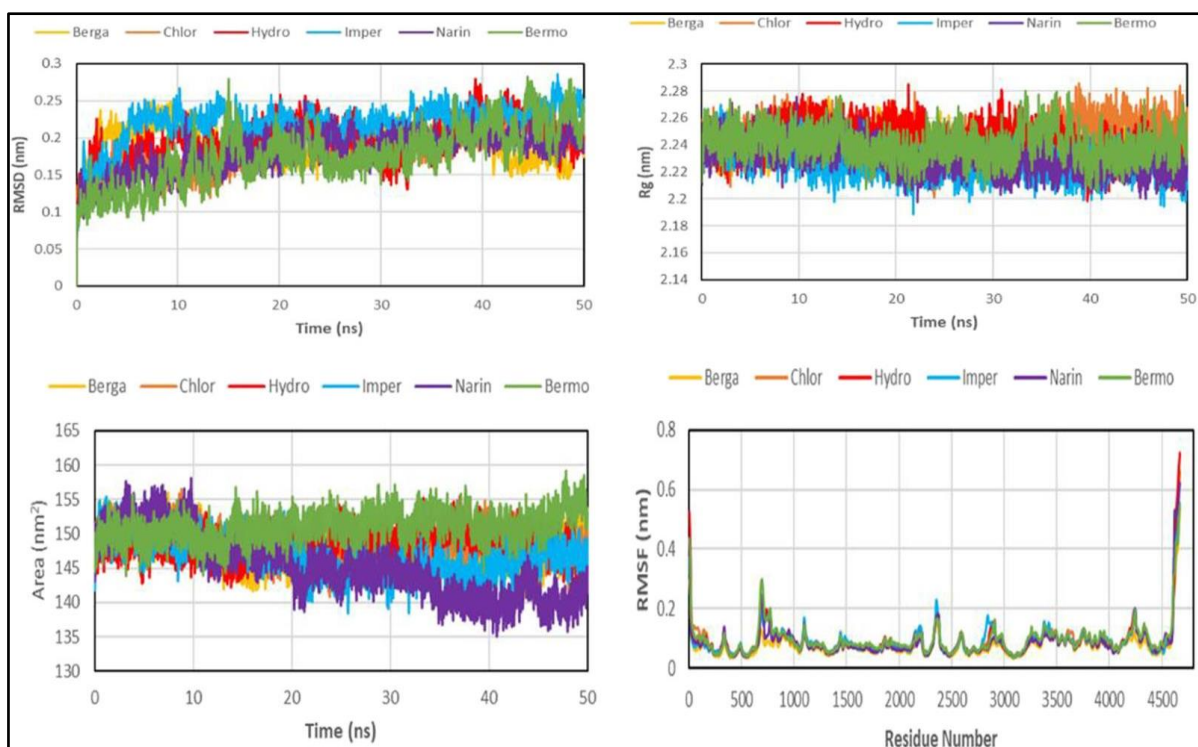 Berga Chlor Hydro Imper Narin Bermo
0.3
0.25
0.2
0.15
0.1
0.05
0
RMSD (nm)
0 10 20 30 40 50
Time (ns)
Berga Chlor Hydro Imper Narin Bermo
2.3
2.28
2.26
2.24
2.22
2.2
2.18
2.16
2.14
Rg (nm)
0 10 20 30 40 50
Time (ns)
Berga Chlor Hydro Imper Narin Bermo
165
160
155
150
145
140
135
130
Area (nm²)
0 10 20 30 40 50
Time (ns)
Berga Chlor Hydro Imper Narin Bermo
0.8
0.6
0.4
0.2
0
RMSF (nm)
0 500 1000 1500 2000 2500 3000 3500 4000 4500
Residue Number